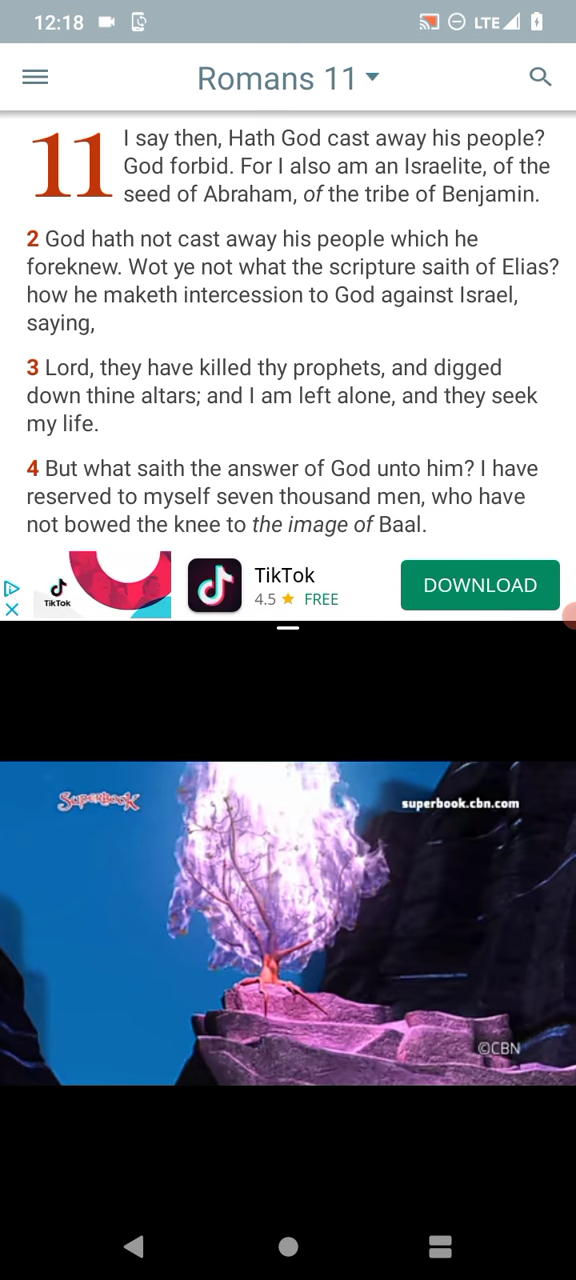 12:18
LTE
Romans 11
11 I say then, Hath God cast away his people?
God forbid. For I also am an Israelite, of the
seed of Abraham, of the tribe of Benjamin.
2 God hath not cast away his people which he
foreknew. Wot ye not what the scripture saith of Elias?
how he maketh intercession to God against Israel,
saying,
3 Lord, they have killed thy prophets, and digged
down thine altars; and I am left alone, and they seek
my life.
4 But what saith the answer of God unto him? I have
reserved to myself seven thousand men, who have
not bowed the knee to the image of Baal.
TikTok
TikTok
4.5 ★ FREE
DOWNLOAD
SUPERBOOK
superbook.cbn.com
©CBN